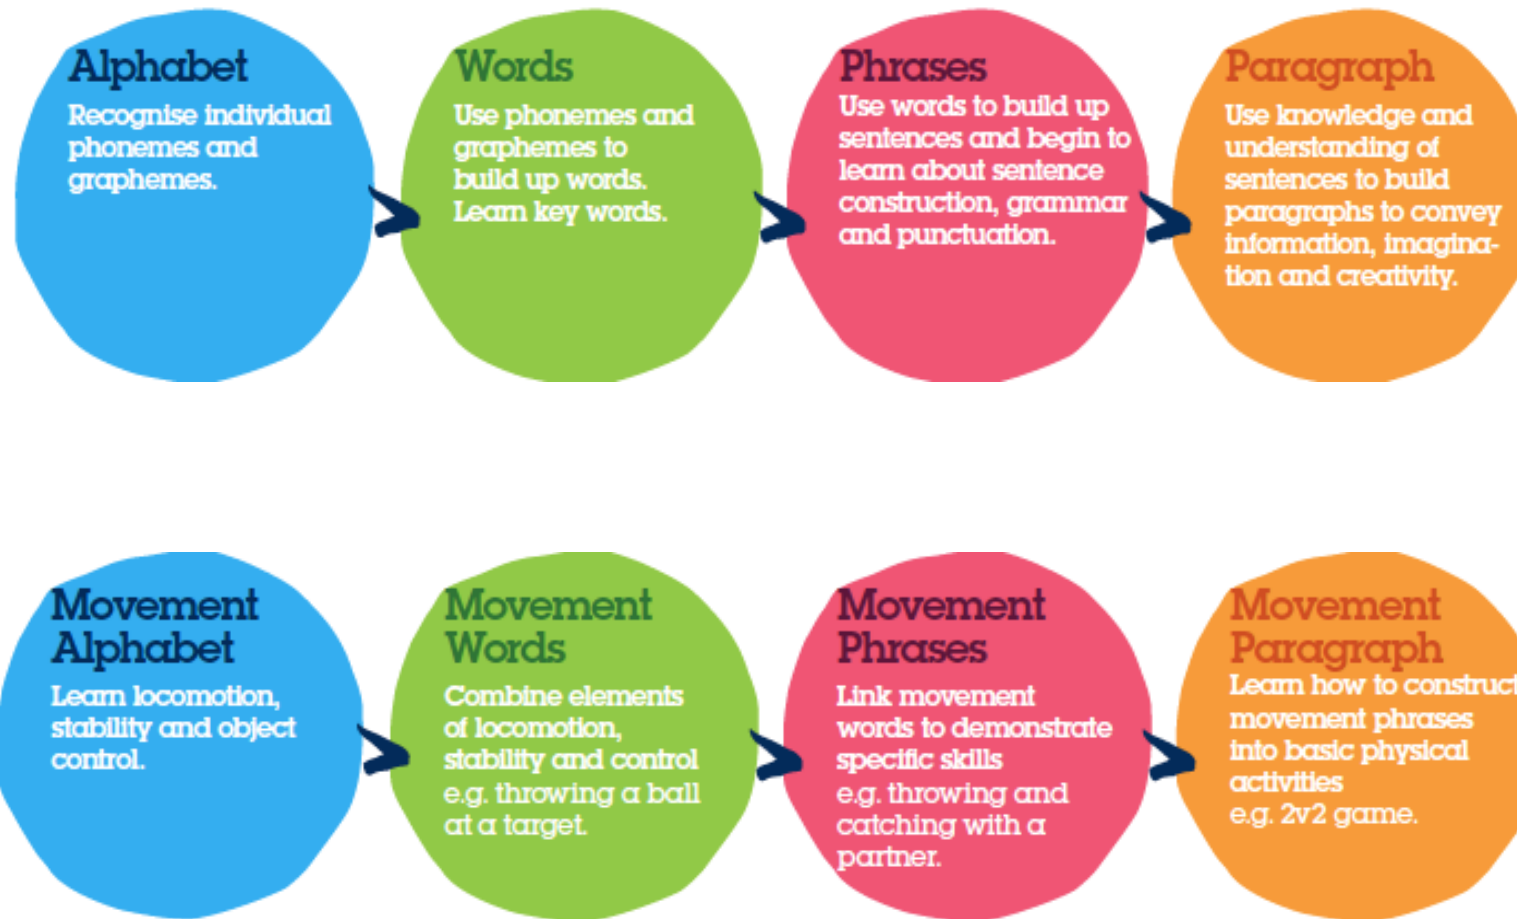 Alphabet
Recognise individual
phonemes and
graphemes.
Words
Use phonemes and
graphemes to
build up words.
Learn key words.
Phrases
Use words to build up
sentences and begin to
learn about sentence
construction, grammar
and punctuation.
Paragraph
Use knowledge and
understanding of
sentences to build
paragraphs to convey
information, imagina-
tion and creativity.
Movement
Alphabet
Learn locomotion,
stability and object
control.
Movement
Words
Combine elements
of locomotion,
stability and control
e.g. throwing a ball
at a target.
Movement
Phrases
Link movement
words to demonstrate
specific skills
e.g. throwing and
catching with a
partner.
Movement
Paragraph
Learn how to construct
movement phrases
into basic physical
activities
e.g. 2v2 game.